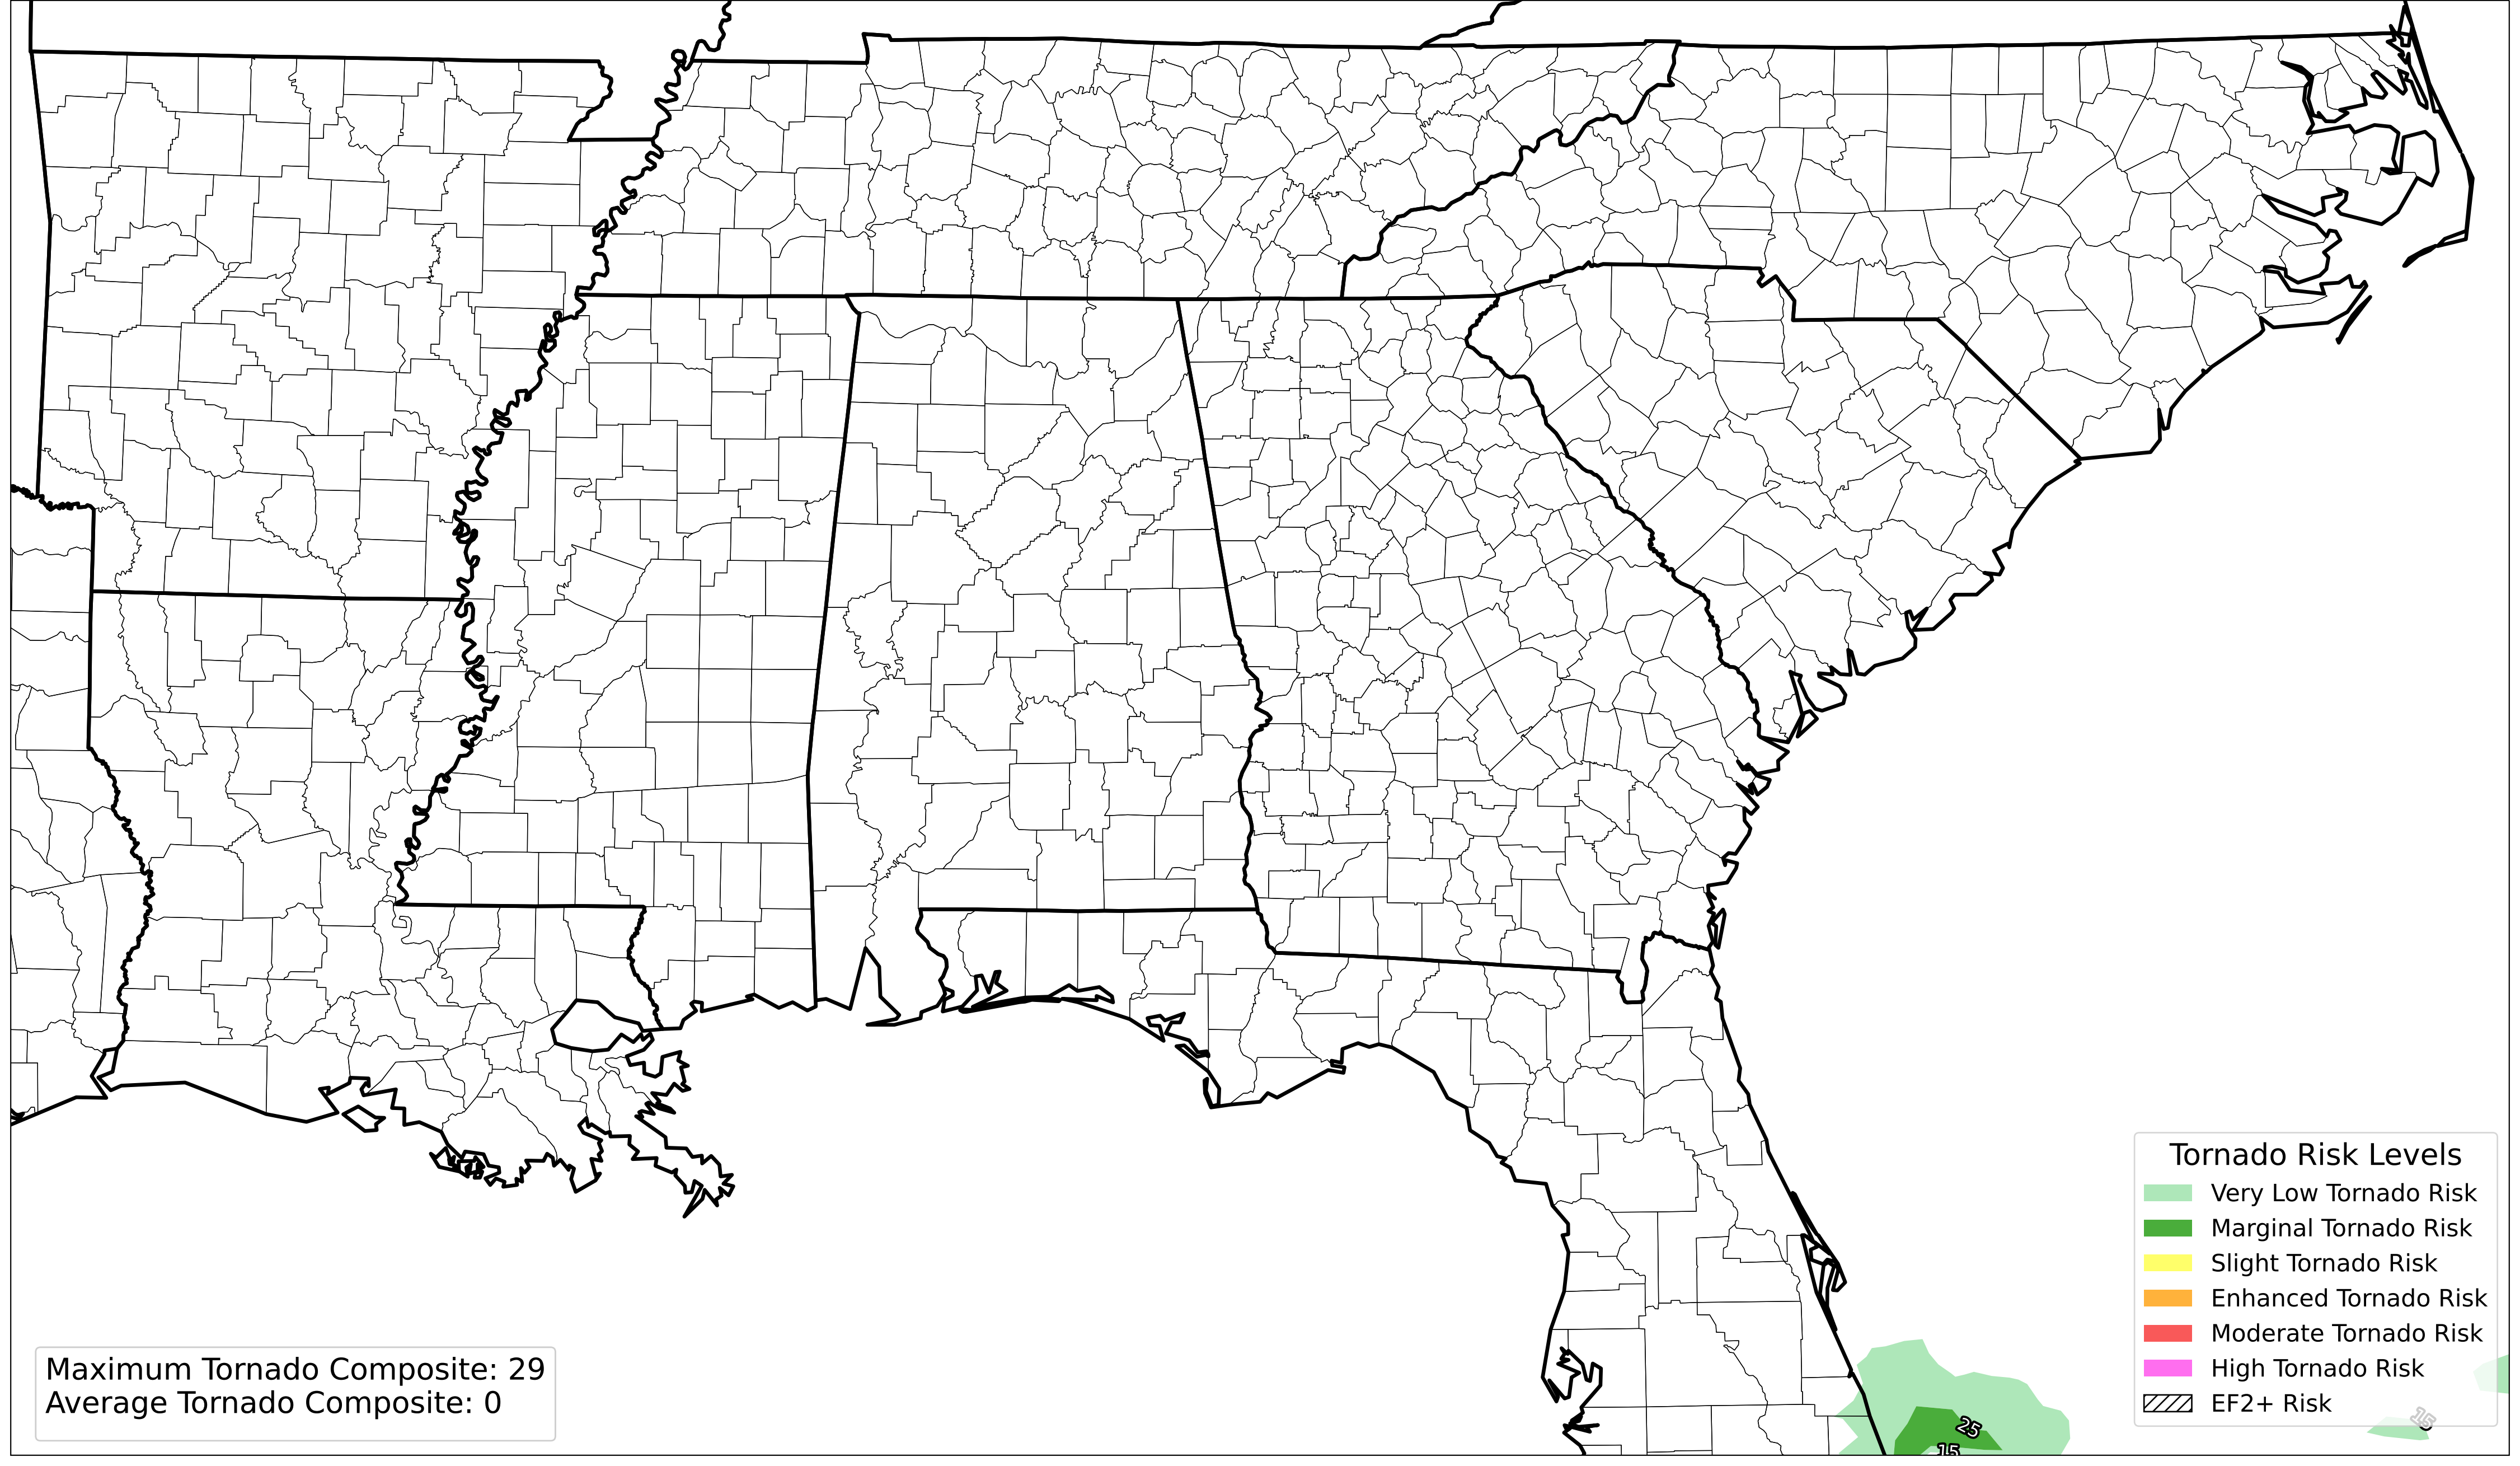 Tornado Risk Levels
Very Low Tornado Risk
Marginal Tornado Risk
Slight Tornado Risk
Enhanced Tornado Risk
Moderate Tornado Risk
High Tornado Risk
EF2+ Risk
Maximum Tornado Composite: 29
Average Tornado Composite: 0
25
15
15